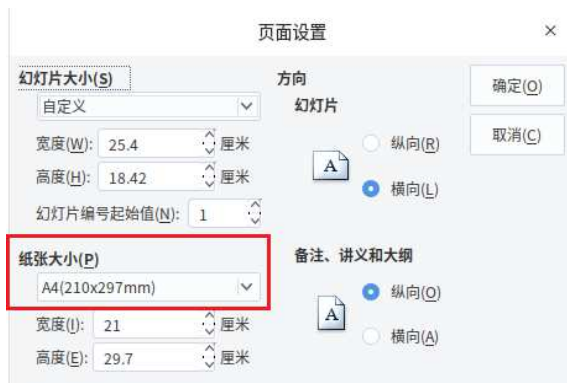 页面设置
幻灯片大小(S)
自定义
宽度(W): 25.4 厘米
高度(H): 18.42 厘米
幻灯片编号起始值(N): 1
纸张大小(P)
A4(210x297mm)
宽度(I): 21 厘米
高度(E): 29.7 厘米
方向
幻灯片
A
纵向(R)
横向(L)
备注、讲义和大纲
A
纵向(O)
横向(A)
确定(O)
取消(C)